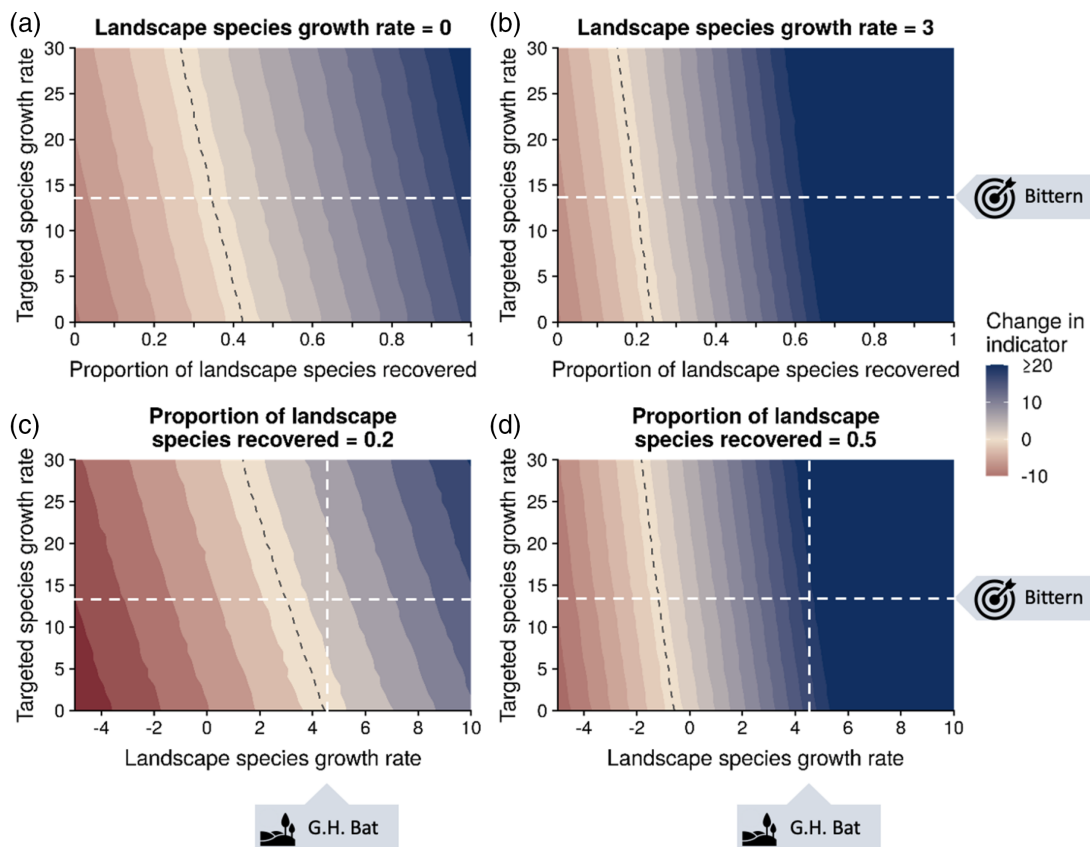 (a)
Landscape species growth rate = 0
Targeted species growth rate
30
25
20
15
10
5
0
0
0.2
0.4
0.6
0.8
1
Proportion of landscape species recovered
(b)
Landscape species growth rate = 3
Targeted species growth rate
30
25
20
15
10
5
0
0
0.2
0.4
0.6
0.8
1
Proportion of landscape species recovered
Bittern
Change in
indicator
≥20
10
0
-10
(c)
Proportion of landscape
species recovered = 0.2
Targeted species growth rate
30
25
20
15
10
5
0
-4
-2
0
2
4
6
8
10
Landscape species growth rate
G.H. Bat
(d)
Proportion of landscape
species recovered = 0.5
Targeted species growth rate
30
25
20
15
10
5
0
-4
-2
0
2
4
6
8
10
Landscape species growth rate
G.H. Bat
Bittern